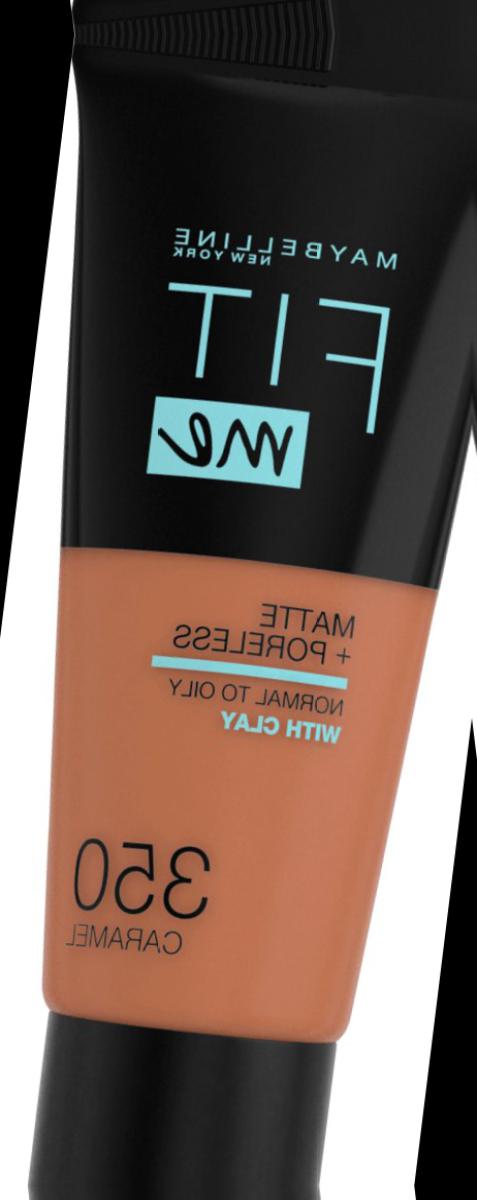 MAYBELLINE
NEW YORK
FIT
me
MATTE
+ PORELESS
NORMAL TO OILY
WITH CLAY
350
CARAMEL